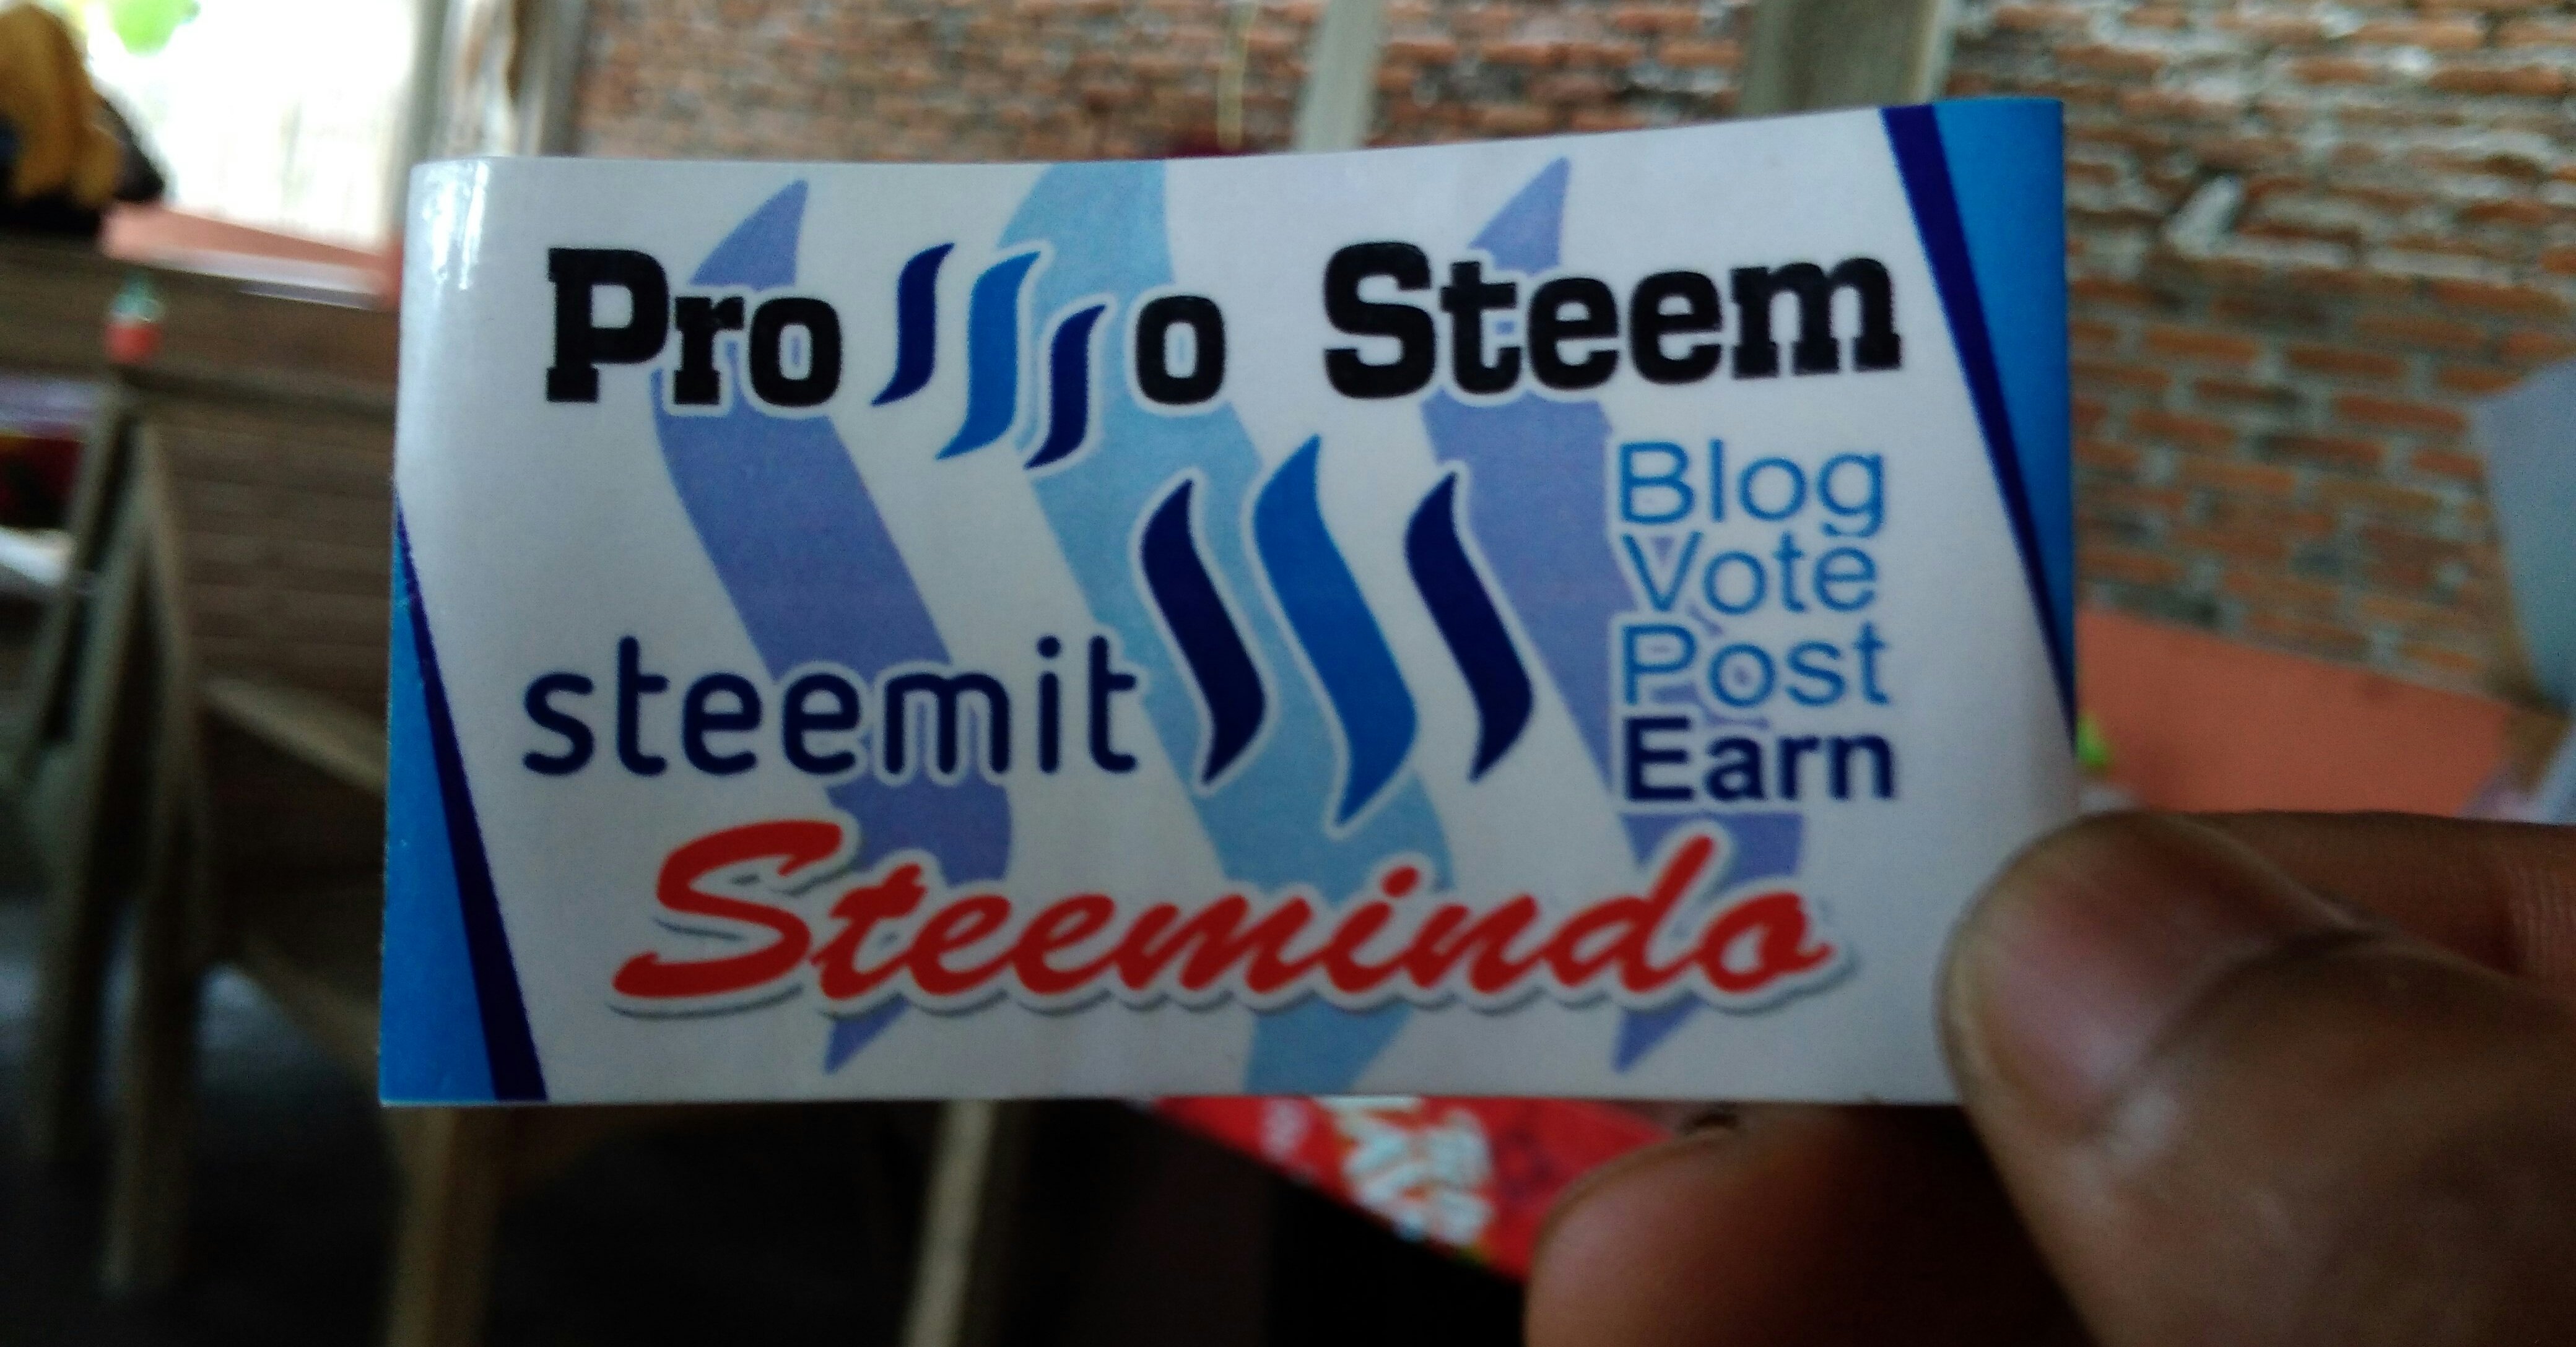 Pro o Steem
Blog
Vote
Post
Earn
steemit
Steemindo